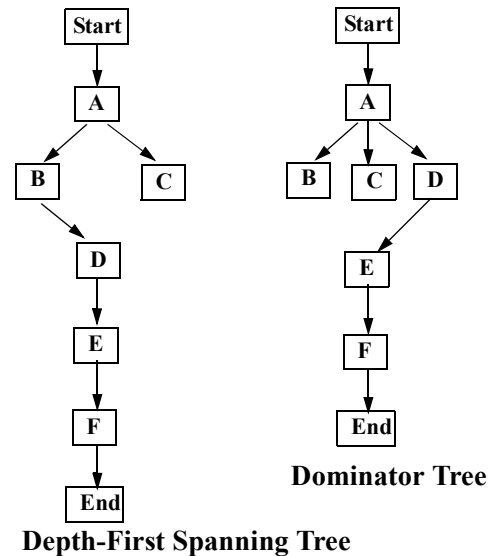 Start
A
B
C
D
E
F
End
Depth-First Spanning Tree
Start
A
B
C
D
E
F
End
Dominator Tree